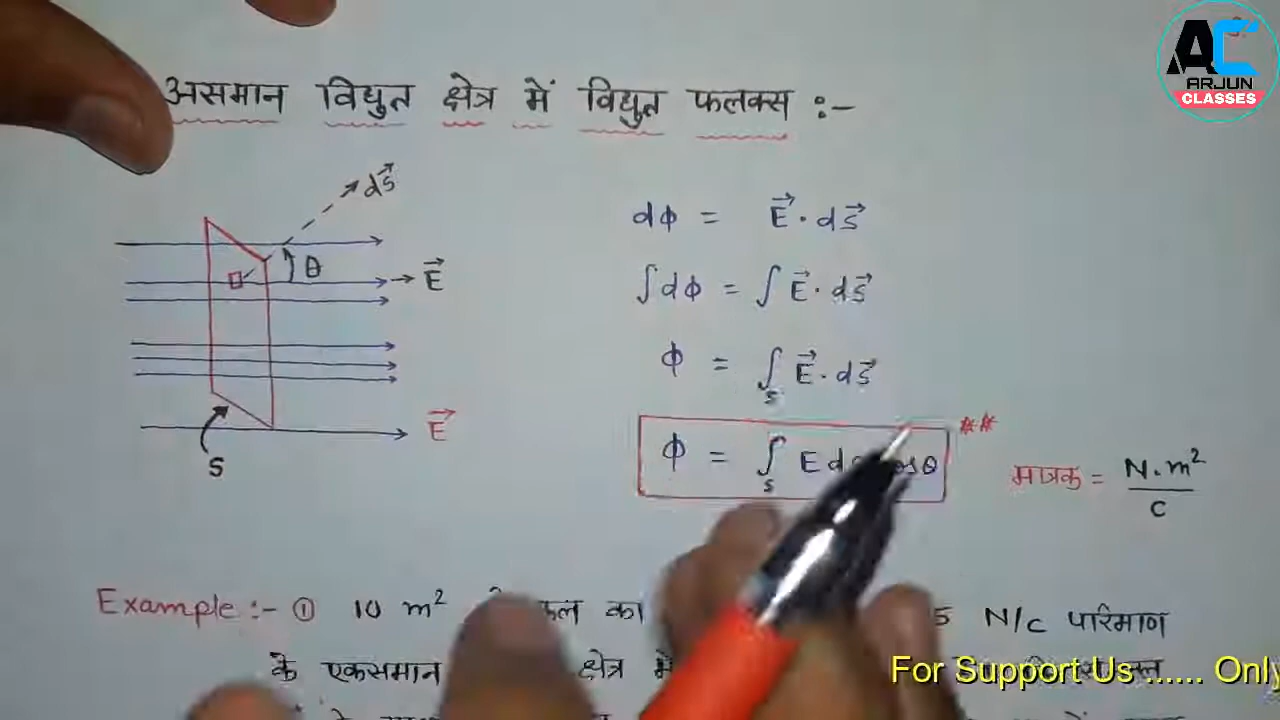 AC
ARJUN
CLASSES
असमान विद्युत क्षेत्र में विद्युत फलक्स :-
dS⃗
θ
E⃗
E⃗
S
dϕ = E⃗ · dS⃗
∫dϕ = ∫ E⃗ · dS⃗
ϕ = ∫s E⃗ · dS⃗
ϕ = ∫s E θ
**
मात्रक = N·m²/C
Example :- ① 10 m² का 5 N/C परिमाण
के एकसमान क्षेत्र में
For Support Us ...... Only